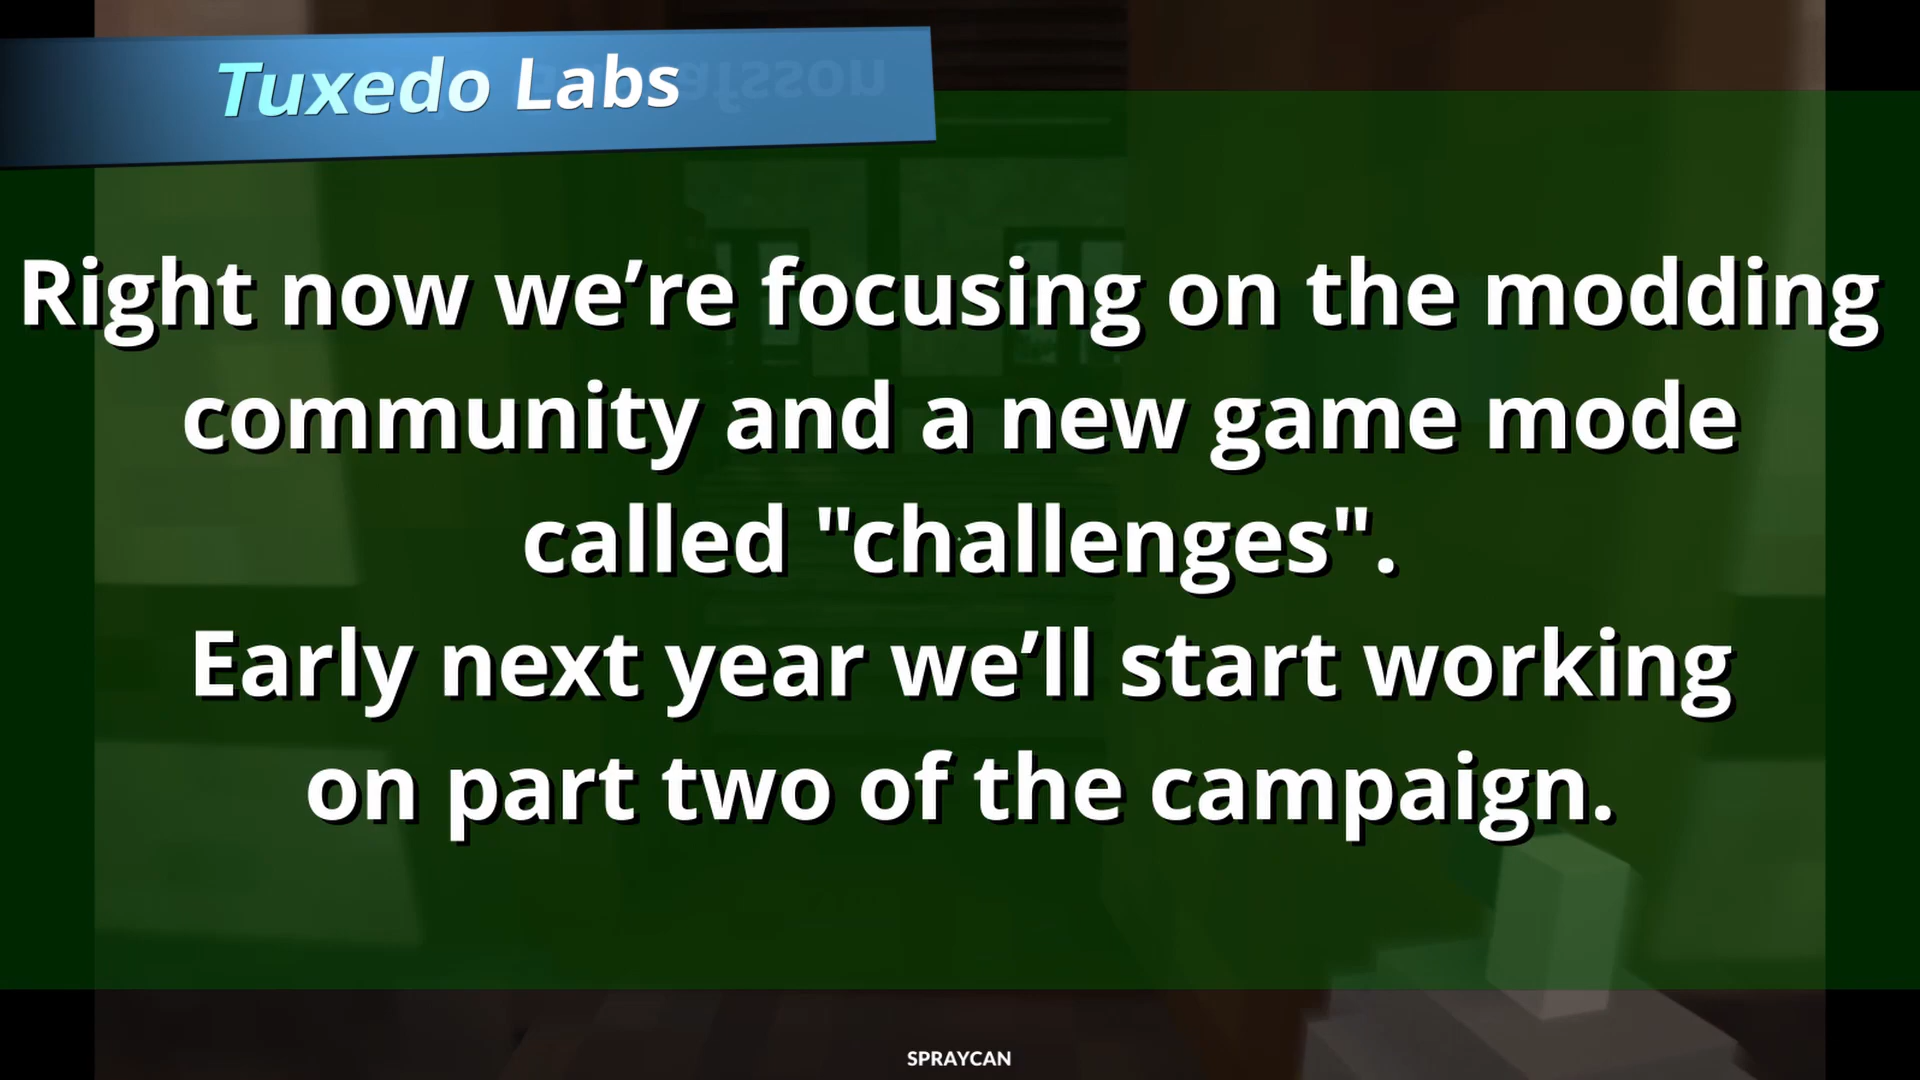 Tuxedo Labs
Right now we’re focusing on the modding
community and a new game mode
called "challenges".
Early next year we’ll start working
on part two of the campaign.
SPRAYCAN